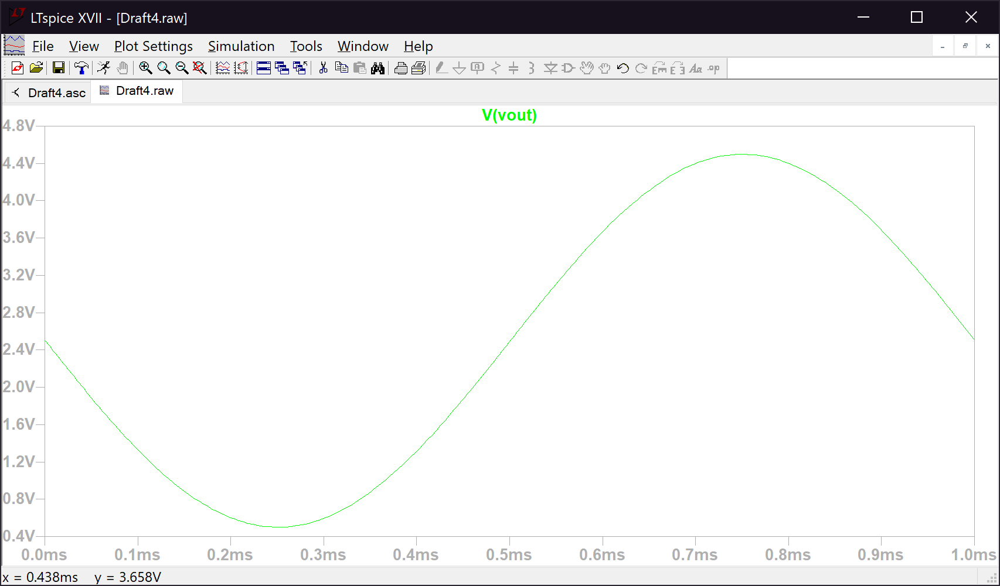 LTspice XVII - [Draft4.raw]
File View Plot Settings Simulation Tools Window Help
Draft4.asc Draft4.raw
V(vout)
4.8V
4.4V
4.0V
3.6V
3.2V
2.8V
2.4V
2.0V
1.6V
1.2V
0.8V
0.4V
0.0ms 0.1ms 0.2ms 0.3ms 0.4ms 0.5ms 0.6ms 0.7ms 0.8ms 0.9ms 1.0ms
x = 0.438ms y = 3.658V